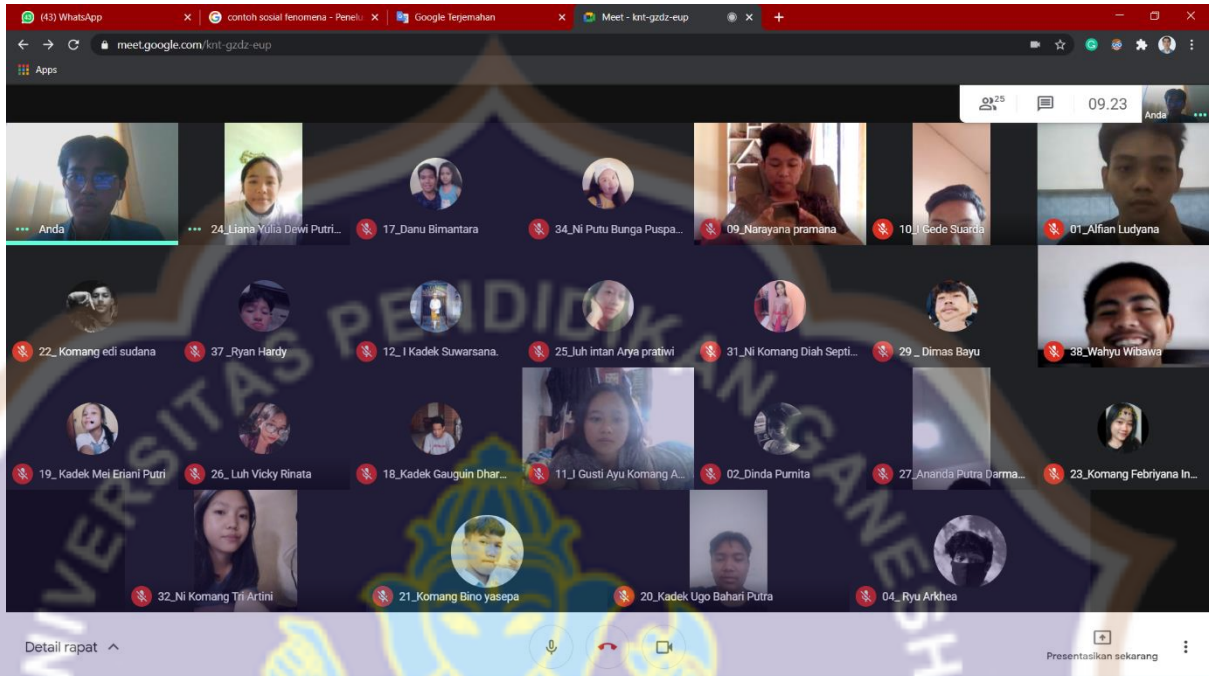 (43) WhatsApp
contoh sosial fenomena - Penelu
Google Terjemahan
Meet - knt-gzdz-eup
meet.google.com/knt-gzdz-eup
Apps
25
09.23
Anda
Anda
24_Liana Yulia Dewi Putri...
17_Danu Bimantara
34_Ni Putu Bunga Puspa...
09_Narayana pramana
10_I Gede Suarda
01_Alfian Ludyana
22_ Komang edi sudana
37_Ryan Hardy
12_ I Kadek Suwarsana.
25_luh intan Arya pratiwi
31_Ni Komang Diah Septi...
29 _ Dimas Bayu
38_Wahyu Wibawa
19_ Kadek Mei Eriani Putri
26_ Luh Vicky Rinata
18_Kadek Gauguin Dhar...
11_I Gusti Ayu Komang A...
02_Dinda Purnita
27_Ananda Putra Darma...
23_Komang Febriyana In...
32_Ni Komang Tri Artini
21_Komang Bino yasepa
20_Kadek Ugo Bahari Putra
04_ Ryu Arkhea
Detail rapat
Presentasikan sekarang
UNIVERSITAS PENDIDIKAN GANESHA